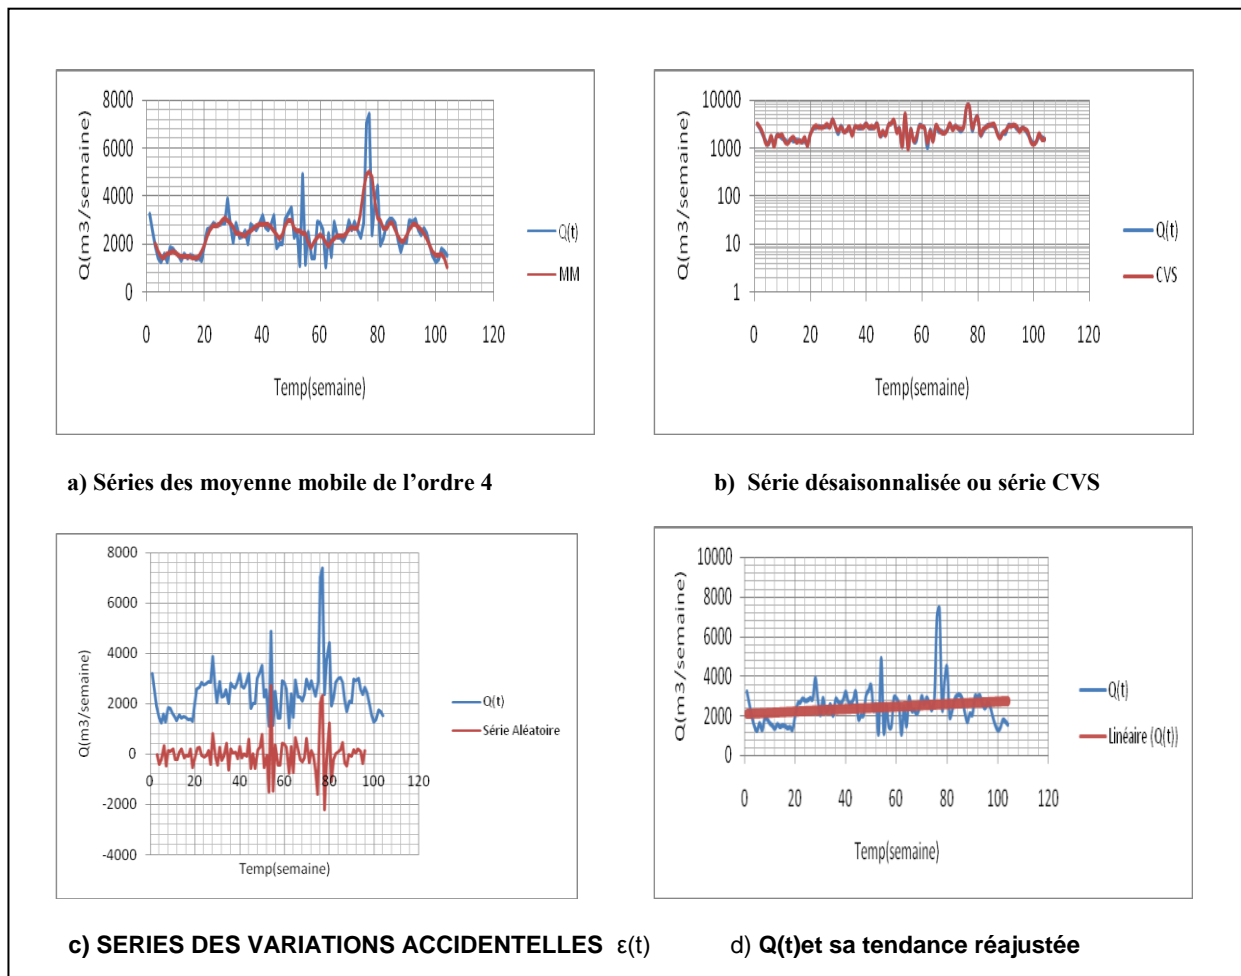 8000
6000
4000
2000
0
Q(m3/semaine)
0 20 40 60 80 100 120
Temp(semaine)
Q(t)
MM
10000
1000
100
10
1
Q(m3/semaine)
0 20 40 60 80 100 120
Temp(semaine)
Q(t)
CVS
a) Séries des moyenne mobile de l'ordre 4
b) Série désaisonnalisée ou série CVS
8000
6000
4000
2000
0
-2000
-4000
Q(m3/semaine)
0 20 40 60 80 100 120
Temp(semaine)
Q(t)
Série Aléatoire
10000
8000
6000
4000
2000
0
Q(m3/semaine)
0 20 40 60 80 100 120
Temp(semaine)
Q(t)
Linéaire (Q(t))
c) SERIES DES VARIATIONS ACCIDENTELLES ε(t)
d) Q(t)et sa tendance réajustée